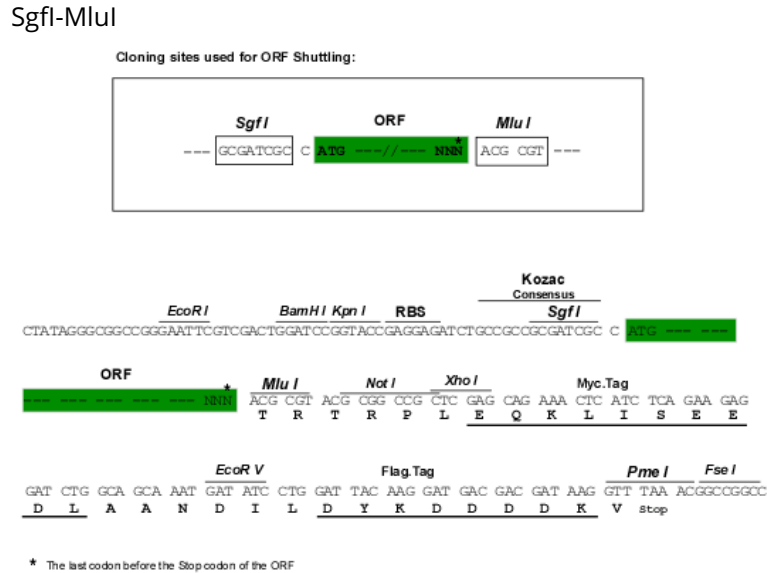 SgfI-MluI
Cloning sites used for ORF Shuttling:
Sgf I ORF Mlu I
--- GCGATCGC C ATG ---//--- NNN* ACG CGT ---
Kozac
Consensus
EcoR I BamH I Kpn I RBS Sgf I
CTATAGGGCGGCCGGGAATTCGTCGACTGGATCCGGTACCGAGGAGATCTGCCGCCGCGATCGC C ATG --- ---
ORF Mlu I Not I Xho I Myc.Tag
--- --- --- --- --- --- NNN* ACG CGT ACG CGG CCG CTC GAG CAG AAA CTC ATC TCA GAA GAG
T R T R P L E Q K L I S E E
EcoR V Flag.Tag Pme I Fse I
GAT CTG GCA GCA AAT GAT ATC CTG GAT TAC AAG GAT GAC GAC GAT AAG GTT TAA ACGGCCGGCC
D L A A N D I L D Y K D D D D K V Stop
* The last codon before the Stop codon of the ORF